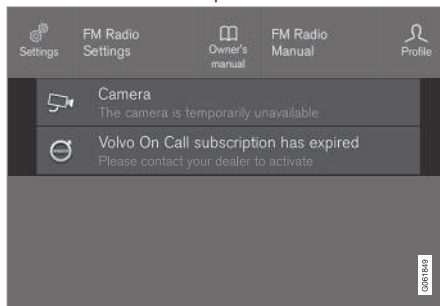 Settings
FM Radio
Settings
Owner's
manual
FM Radio
Manual
Profile
Camera
The camera is temporarily unavailable
Volvo On Call subscription has expired
Please contact your dealer to activate
G061849